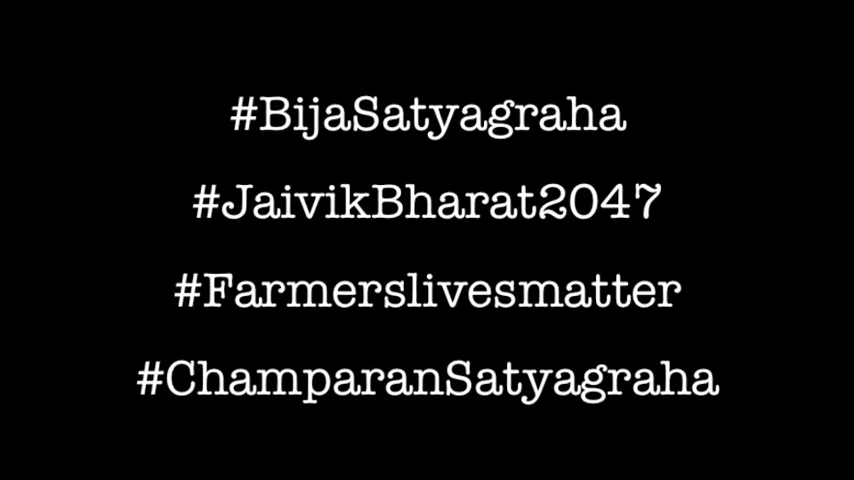 #BijaSatyagraha
#JaivikBharat2047
#Farmerslivesmatter
#ChamparanSatyagraha